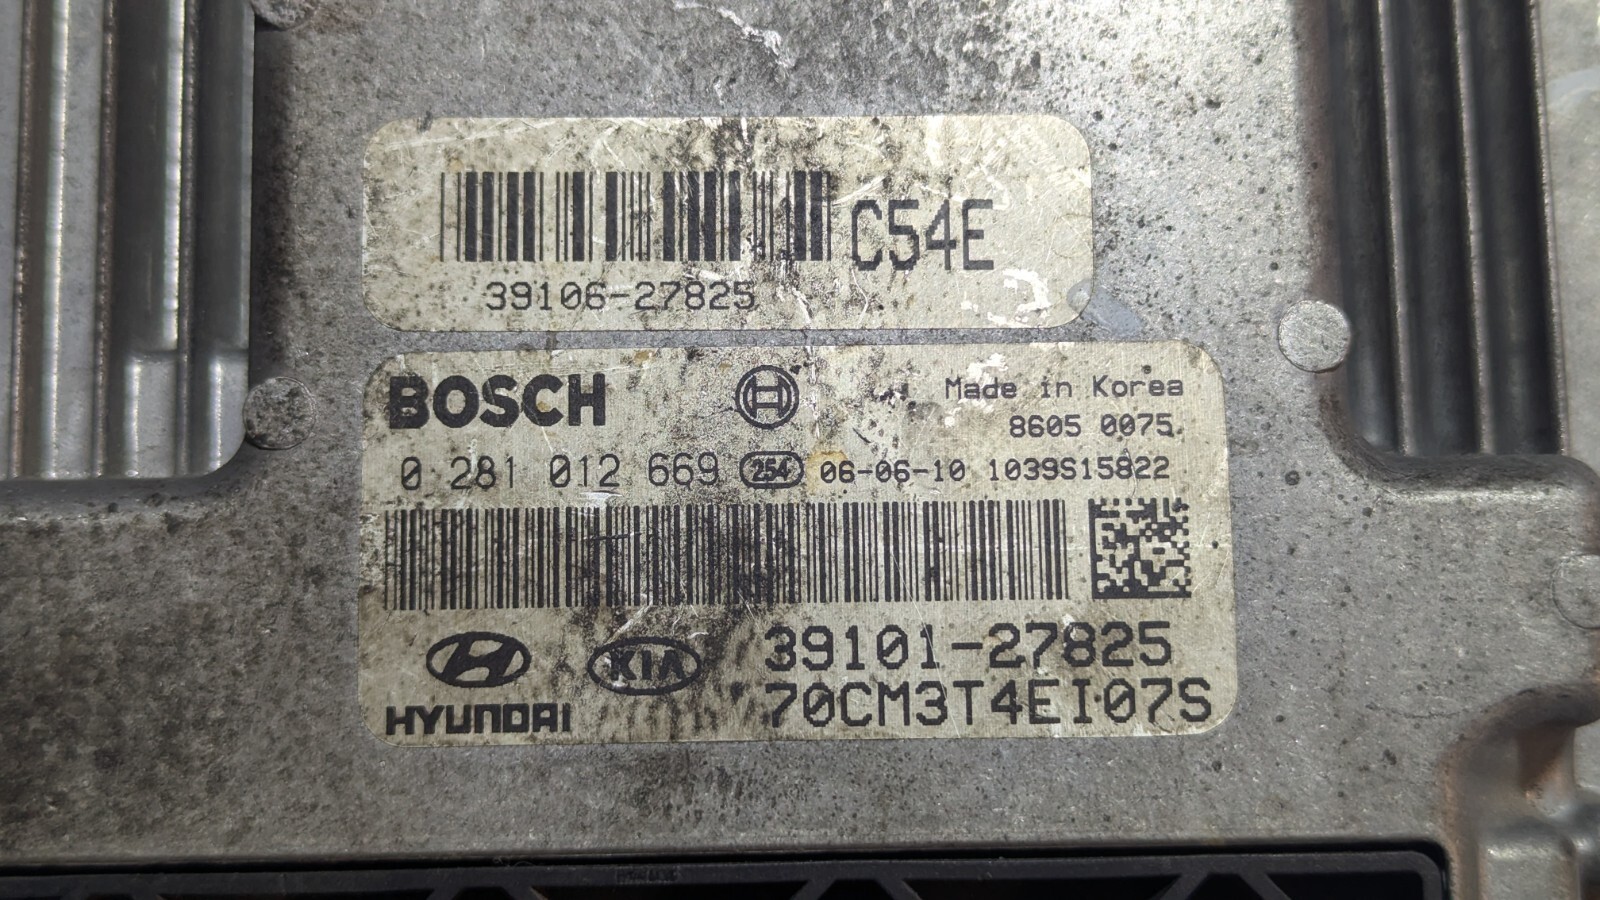 C54E
39106-27825
BOSCH Made in Korea
8605 0075
0 281 012 669 254 06-06-10 1039S15822
HYUNDAI KIA 39101-27825
70CM3T4EI07S